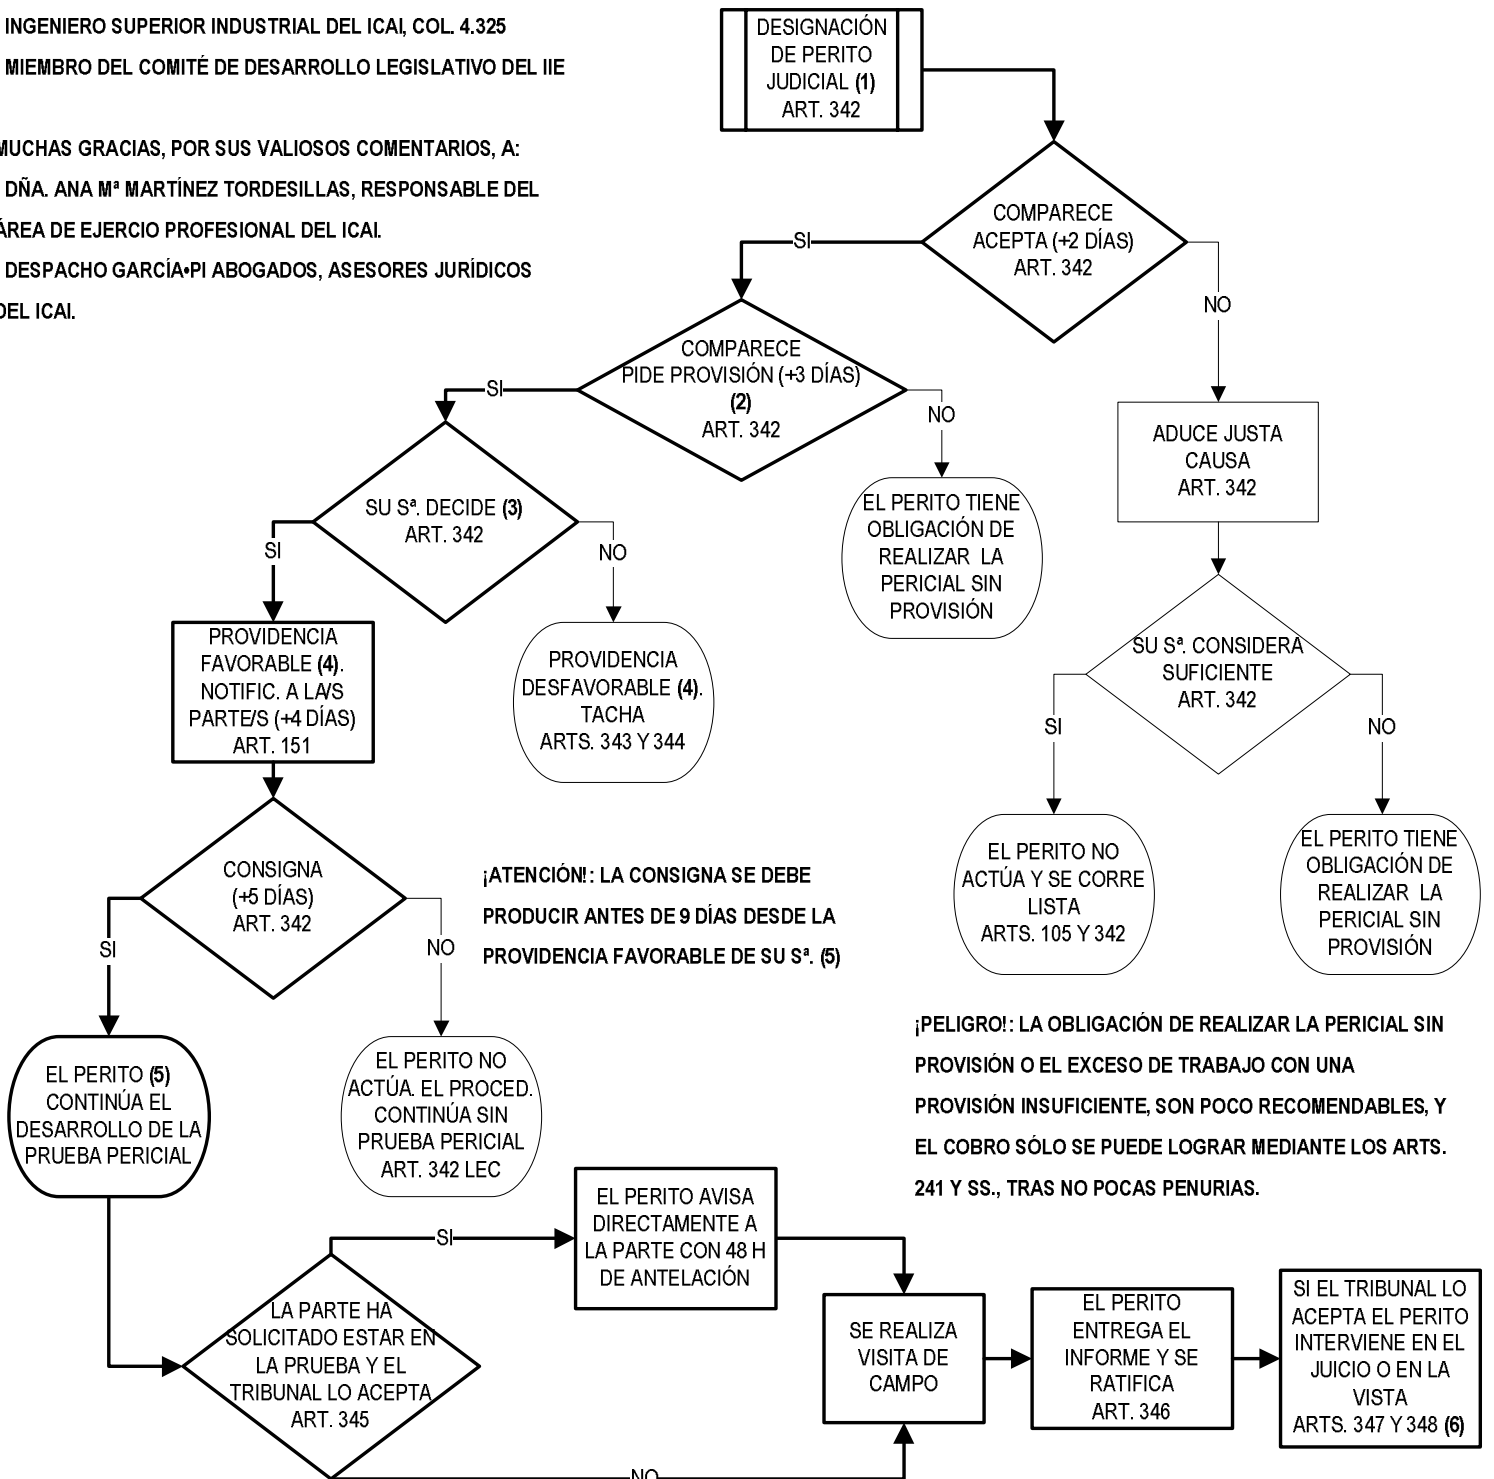 INGENIERO SUPERIOR INDUSTRIAL DEL ICAI, COL. 4.325
MIEMBRO DEL COMITÉ DE DESARROLLO LEGISLATIVO DEL IIE
MUCHAS GRACIAS, POR SUS VALIOSOS COMENTARIOS, A:
DÑA. ANA Mª MARTÍNEZ TORDESILLAS, RESPONSABLE DEL
ÁREA DE EJERCIO PROFESIONAL DEL ICAI.
DESPACHO GARCÍA•PI ABOGADOS, ASESORES JURÍDICOS
DEL ICAI.
DESIGNACIÓN
DE PERITO
JUDICIAL (1)
ART. 342
COMPARECE
ACEPTA (+2 DÍAS)
ART. 342
SI
NO
COMPARECE
PIDE PROVISIÓN (+3 DÍAS)
(2)
ART. 342
SI
NO
ADUCE JUSTA
CAUSA
ART. 342
SU Sª. DECIDE (3)
ART. 342
SI
NO
EL PERITO TIENE
OBLIGACIÓN DE
REALIZAR LA
PERICIAL SIN
PROVISIÓN
SU Sª. CONSIDERA
SUFICIENTE
ART. 342
SI
NO
PROVIDENCIA
FAVORABLE (4).
NOTIFIC. A LA/S
PARTE/S (+4 DÍAS)
ART. 151
PROVIDENCIA
DESFAVORABLE (4).
TACHA
ARTS. 343 Y 344
CONSIGNA
(+5 DÍAS)
ART. 342
SI
NO
¡ATENCIÓN!: LA CONSIGNA SE DEBE
PRODUCIR ANTES DE 9 DÍAS DESDE LA
PROVIDENCIA FAVORABLE DE SU Sª. (5)
EL PERITO NO
ACTÚA Y SE CORRE
LISTA
ARTS. 105 Y 342
EL PERITO TIENE
OBLIGACIÓN DE
REALIZAR LA
PERICIAL SIN
PROVISIÓN
¡PELIGRO!: LA OBLIGACIÓN DE REALIZAR LA PERICIAL SIN
PROVISIÓN O EL EXCESO DE TRABAJO CON UNA
PROVISIÓN INSUFICIENTE, SON POCO RECOMENDABLES, Y
EL COBRO SÓLO SE PUEDE LOGRAR MEDIANTE LOS ARTS.
241 Y SS., TRAS NO POCAS PENURIAS.
EL PERITO (5)
CONTINÚA EL
DESARROLLO DE LA
PRUEBA PERICIAL
EL PERITO NO
ACTÚA. EL PROCED.
CONTINÚA SIN
PRUEBA PERICIAL
ART. 342 LEC
LA PARTE HA
SOLICITADO ESTAR EN
LA PRUEBA Y EL
TRIBUNAL LO ACEPTA
ART. 345
SI
NO
EL PERITO AVISA
DIRECTAMENTE A
LA PARTE CON 48 H
DE ANTELACIÓN
SE REALIZA
VISITA DE
CAMPO
EL PERITO
ENTREGA EL
INFORME Y SE
RATIFICA
ART. 346
SI EL TRIBUNAL LO
ACEPTA EL PERITO
INTERVIENE EN EL
JUICIO O EN LA
VISTA
ARTS. 347 Y 348 (6)